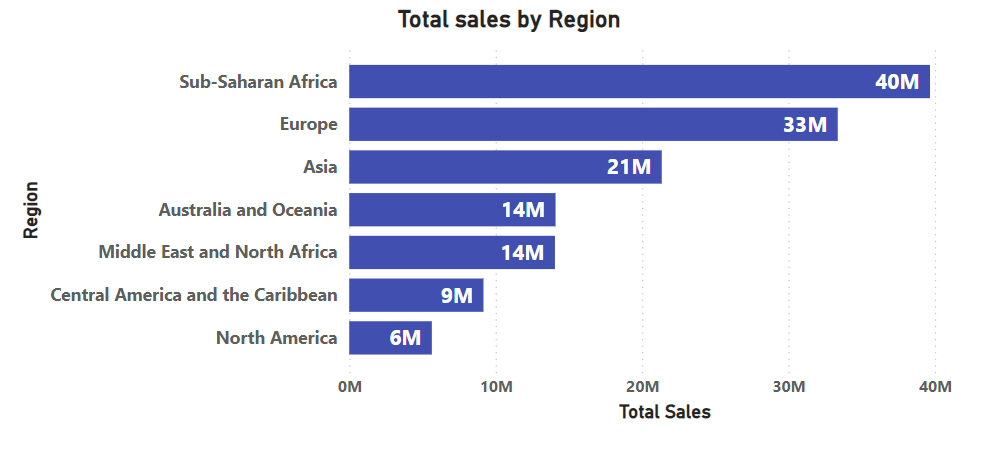 Total sales by Region
Region
Sub-Saharan Africa 40M
Europe 33M
Asia 21M
Australia and Oceania 14M
Middle East and North Africa 14M
Central America and the Caribbean 9M
North America 6M
0M 10M 20M 30M 40M
Total Sales